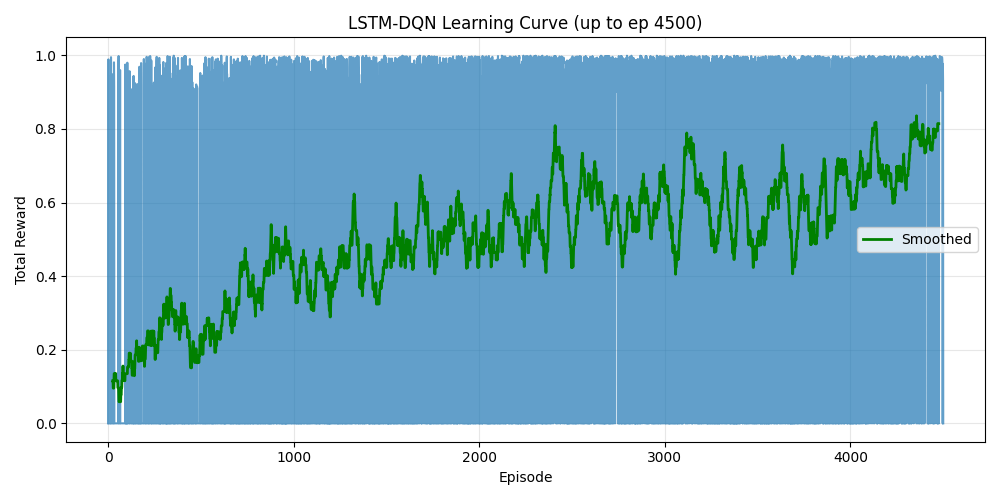 LSTM-DQN Learning Curve (up to ep 4500)
Total Reward
1.0
0.8
0.6
0.4
0.2
0.0
Smoothed
0 1000 2000 3000 4000
Episode